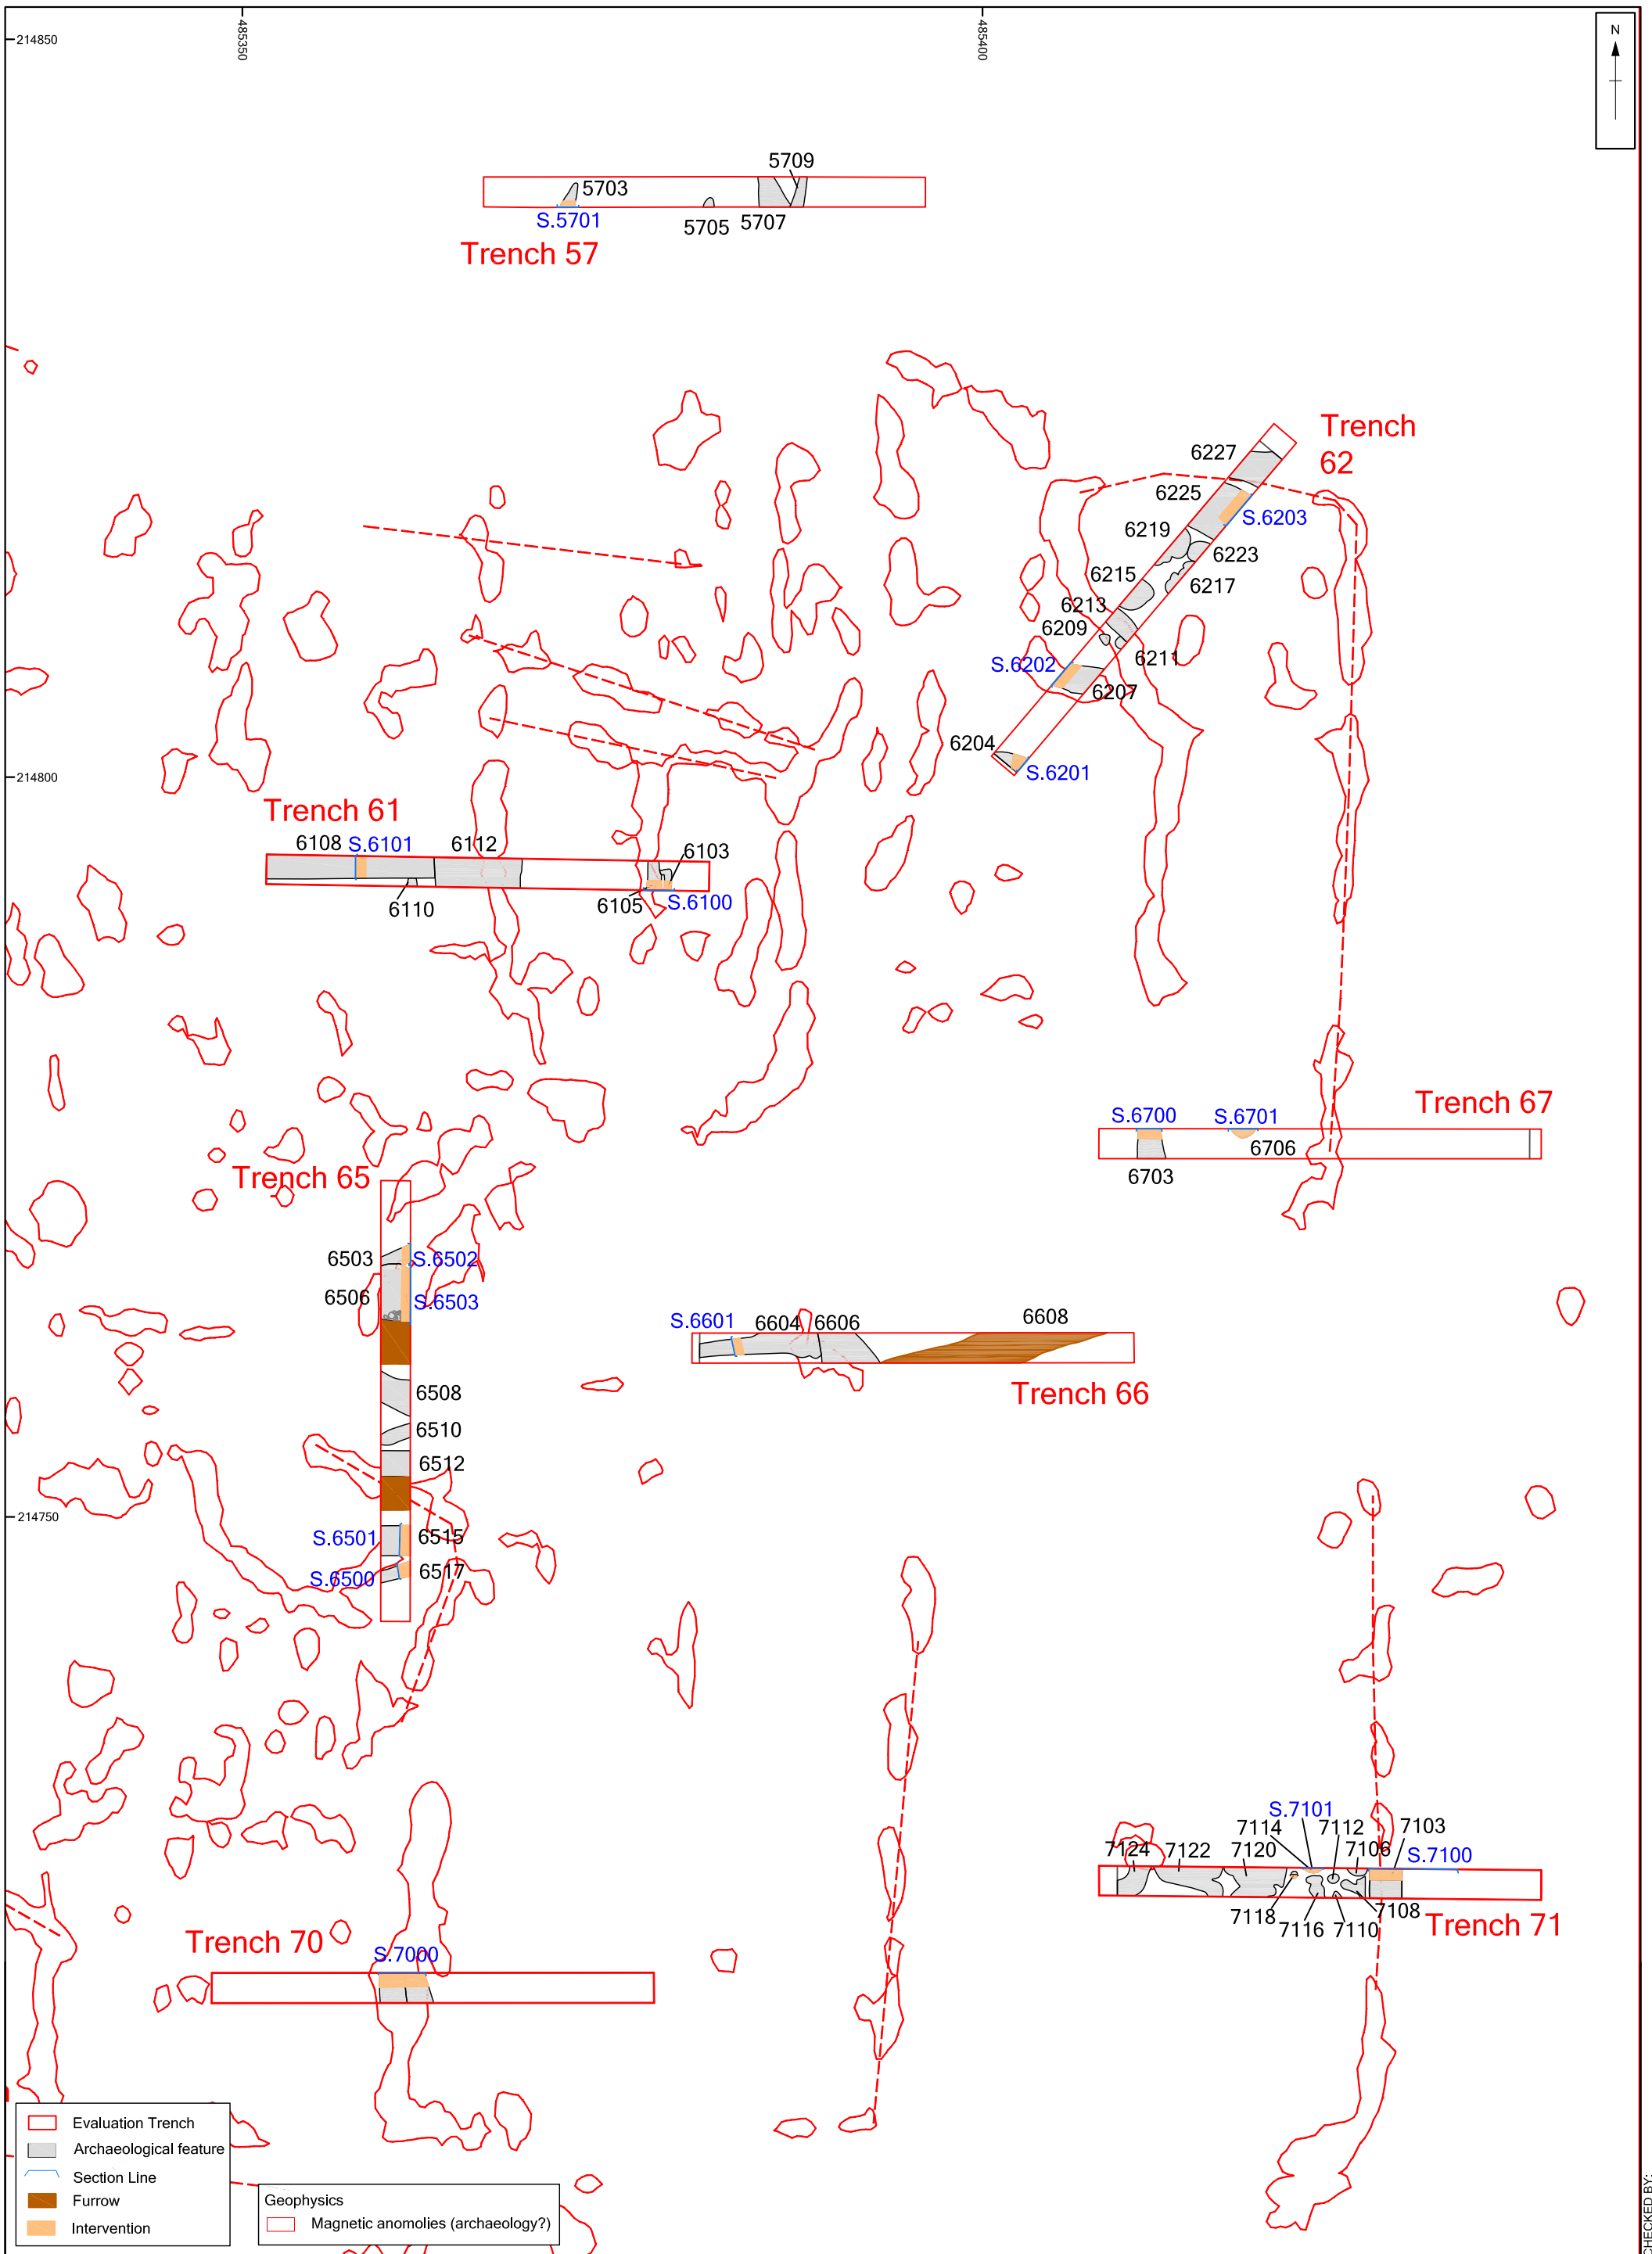 485350
485400
214850
N
5709
5703
S.5701
5705
5707
Trench 57
Trench
62
6227
6225
S.6203
6219
6223
6215
6217
6213
6209
6211
S.6202
6207
6204
S.6201
214800
Trench 61
6108
S.6101
6112
6103
6110
6105
S.6100
Trench 67
S.6700
S.6701
6706
6703
Trench 65
6503
S.6502
6506
S.6503
S.6601
6604
6606
6608
Trench 66
6508
6510
6512
214750
S.6501
6515
S.6500
6517
S.7101
7114
7112
7103
7124
7122
7120
7106
S.7100
7118
7116
7110
7108
Trench 71
Trench 70
S.7000
Evaluation Trench
Archaeological feature
Section Line
Furrow
Intervention
Geophysics
Magnetic anomolies (archaeology?)
CHECKED BY: